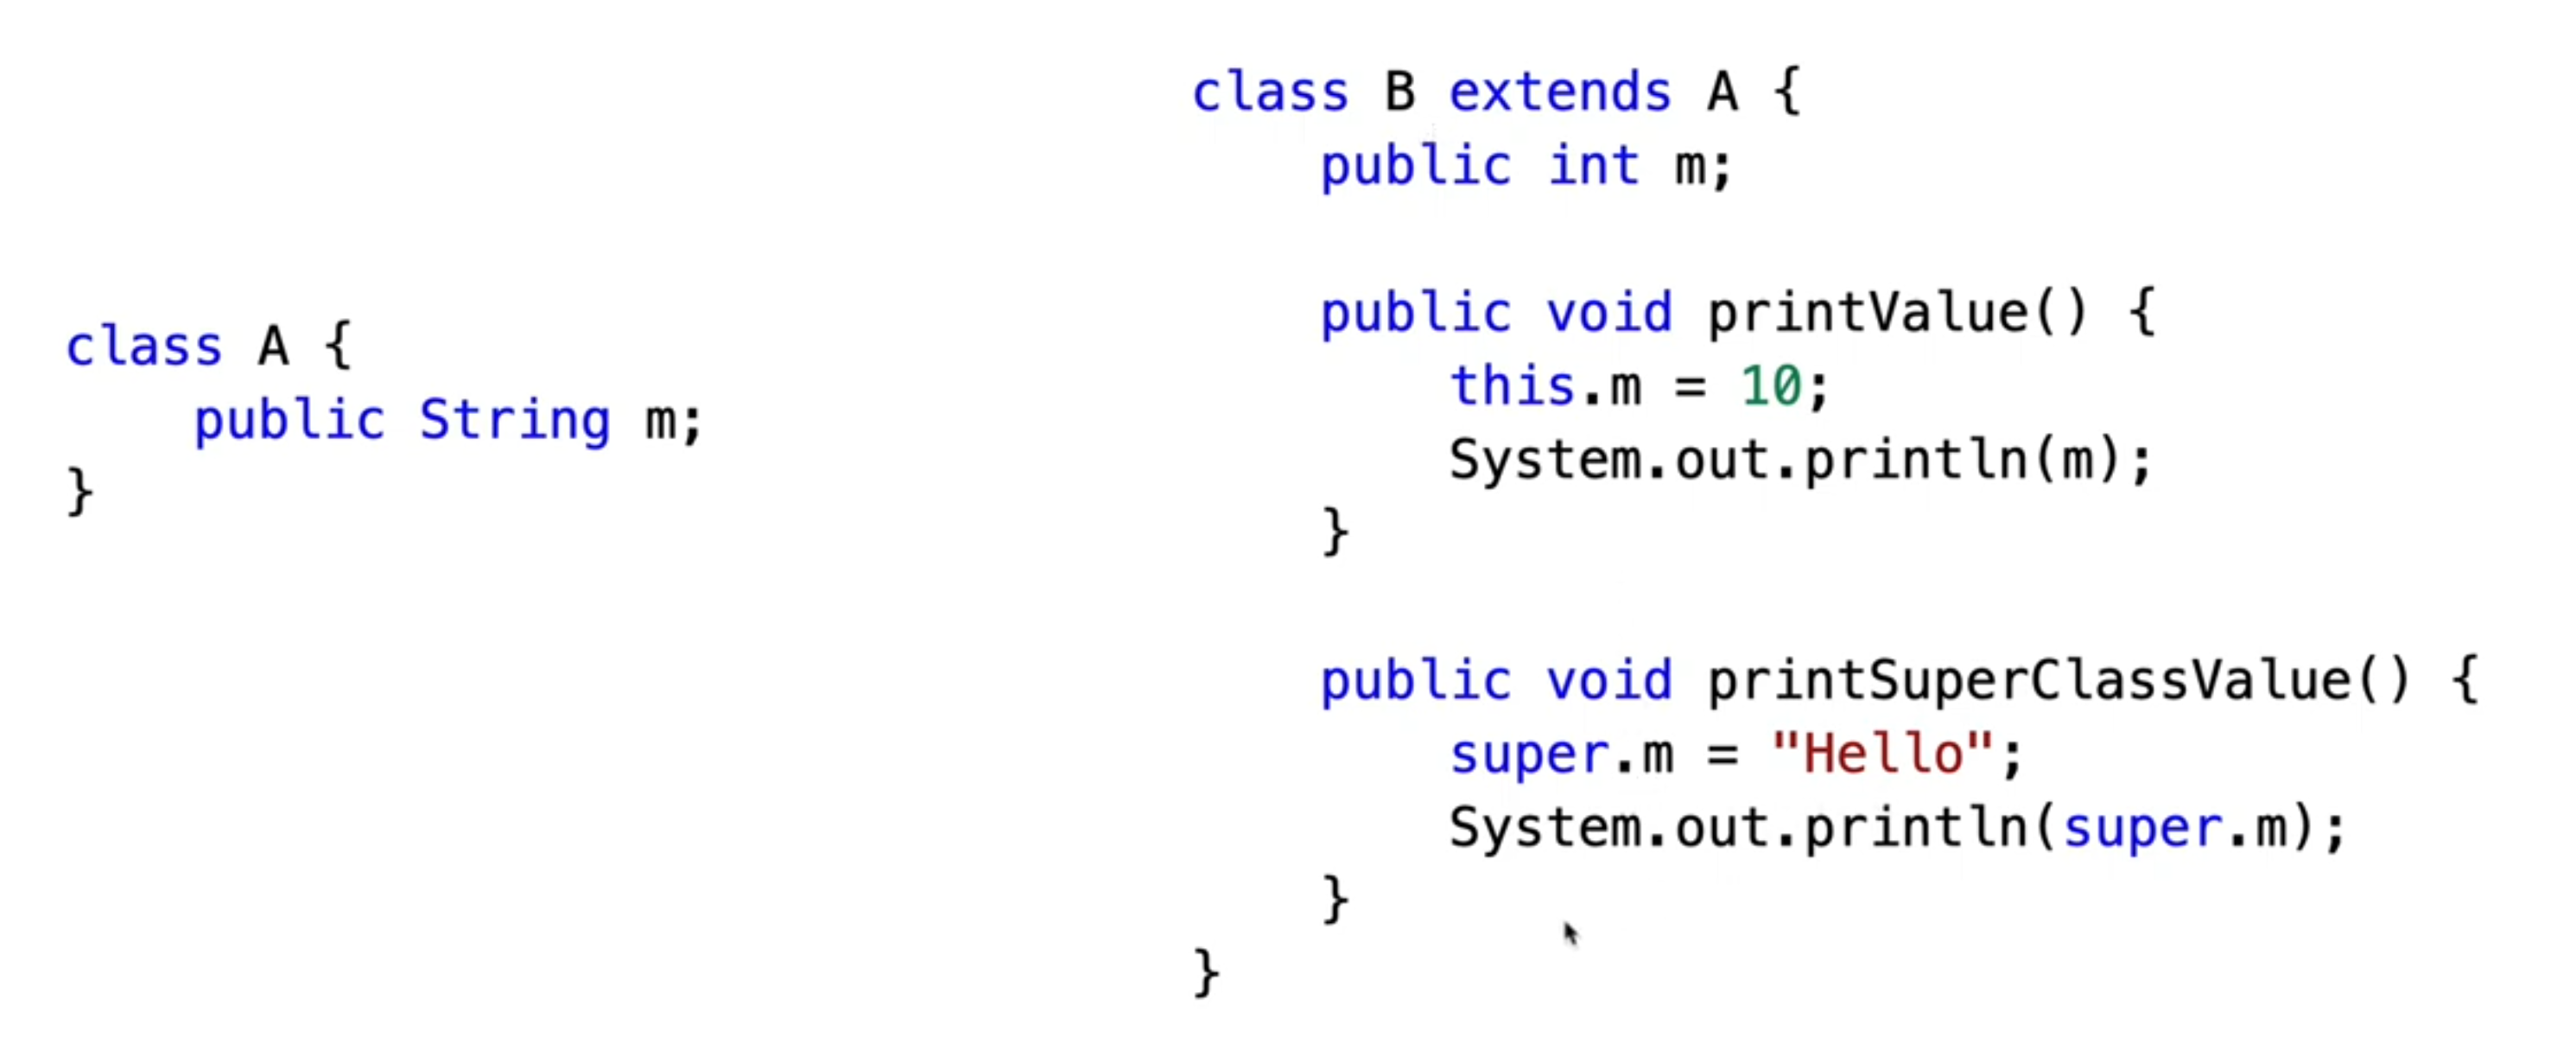 class A {
    public String m;
}
class B extends A {
    public int m;

    public void printValue() {
        this.m = 10;
        System.out.println(m);
    }

    public void printSuperClassValue() {
        super.m = "Hello";
        System.out.println(super.m);
    }
}